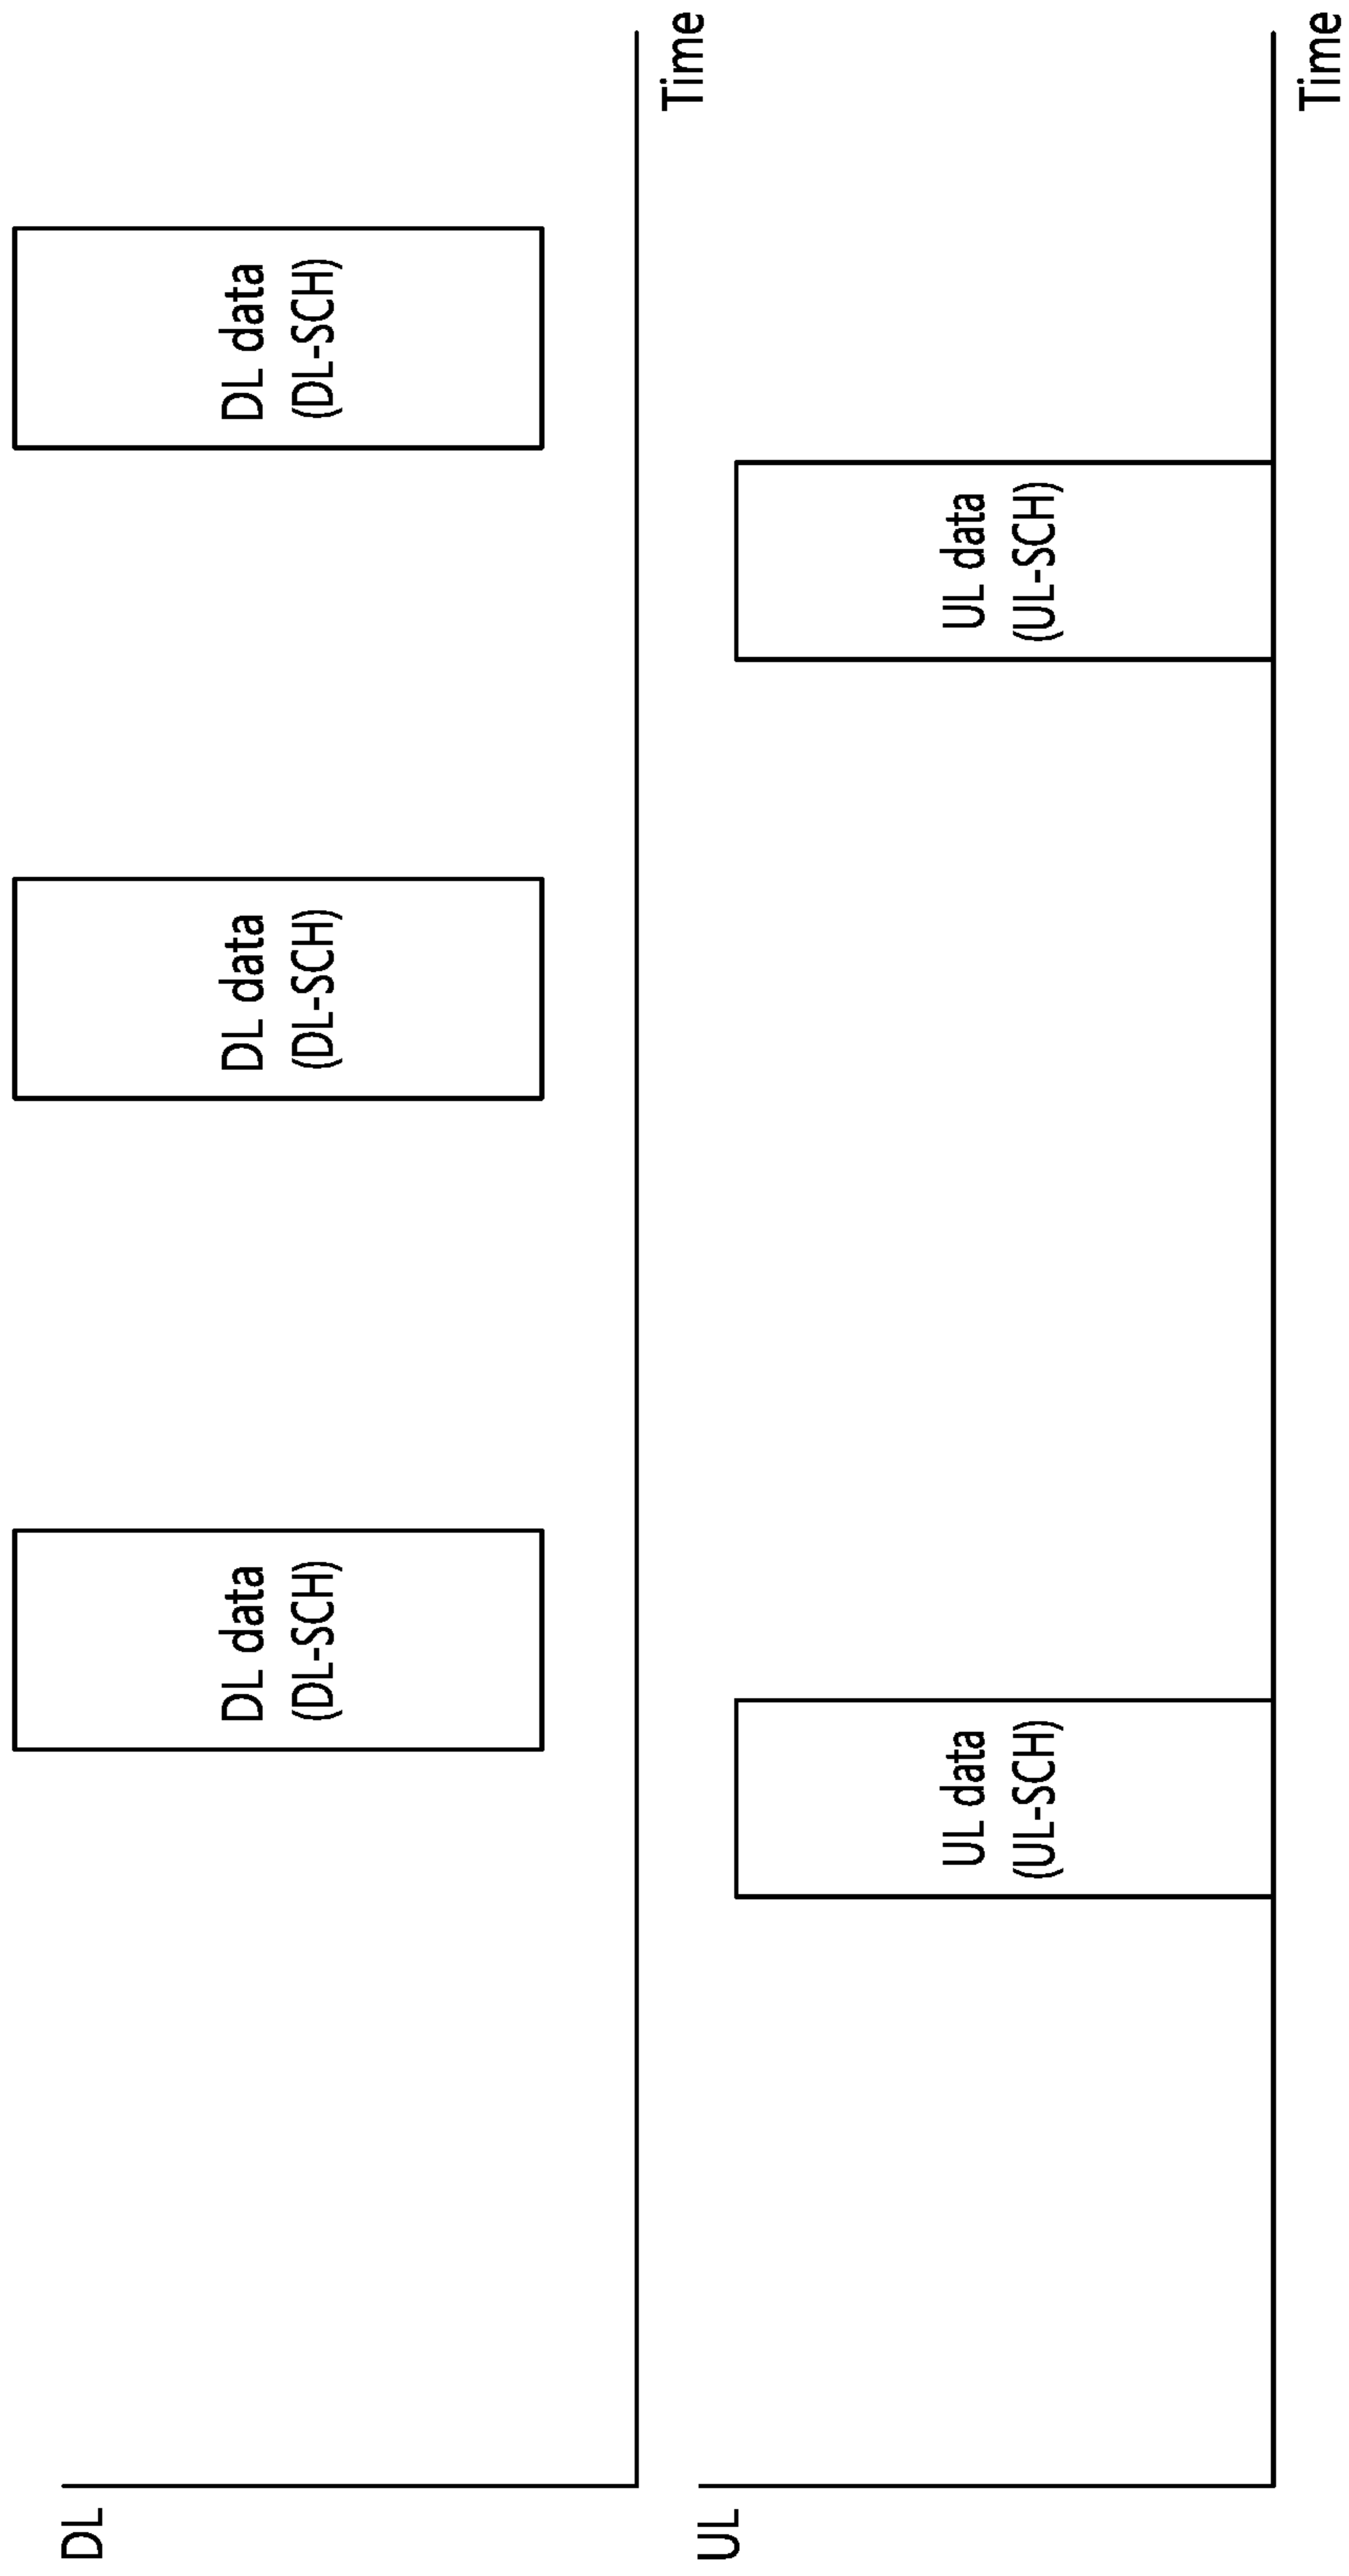 DL
DL data
(DL-SCH)
DL data
(DL-SCH)
DL data
(DL-SCH)
Time
UL
UL data
(UL-SCH)
UL data
(UL-SCH)
Time